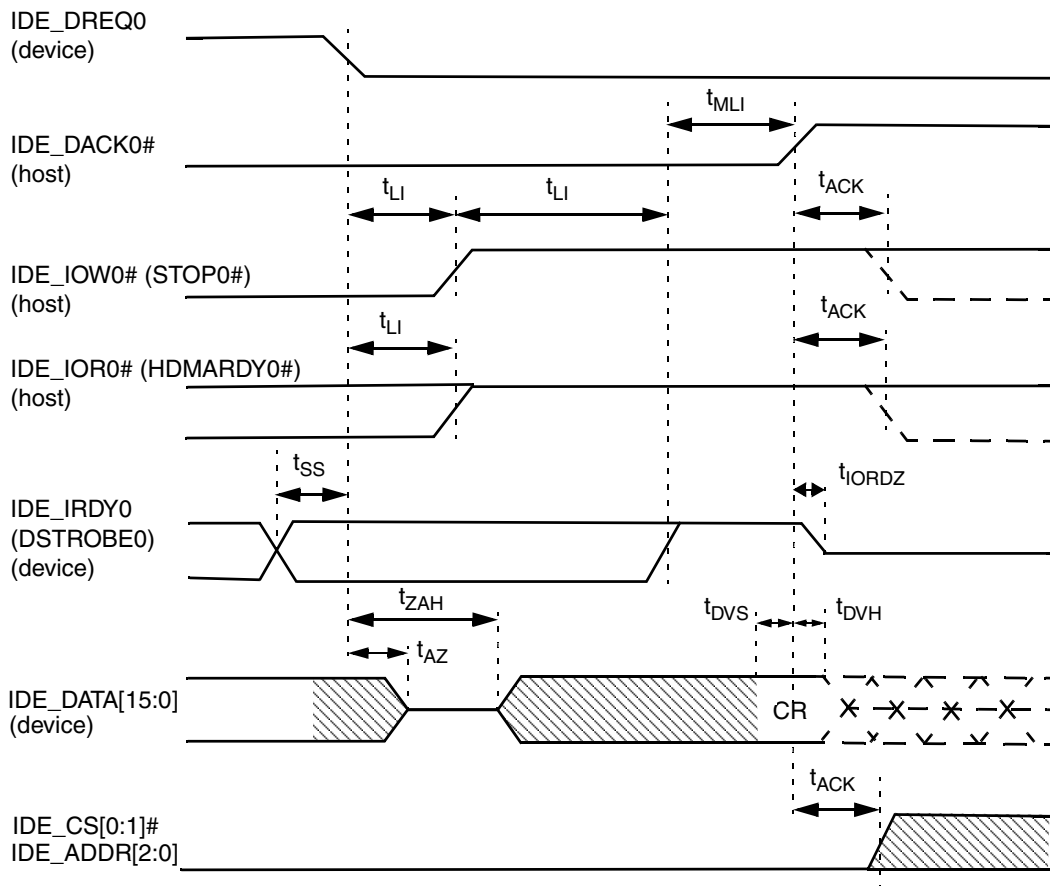 IDE_DREQ0
(device)
tMLI
IDE_DACK0#
(host)
tLI
tLI
tACK
IDE_IOW0# (STOP0#)
(host)
tLI
tACK
IDE_IOR0# (HDMARDY0#)
(host)
tSS
tIORDZ
IDE_IRDY0
(DSTROBE0)
(device)
tZAH
tDVS
tDVH
tAZ
IDE_DATA[15:0]
(device)
CR
tACK
IDE_CS[0:1]#
IDE_ADDR[2:0]